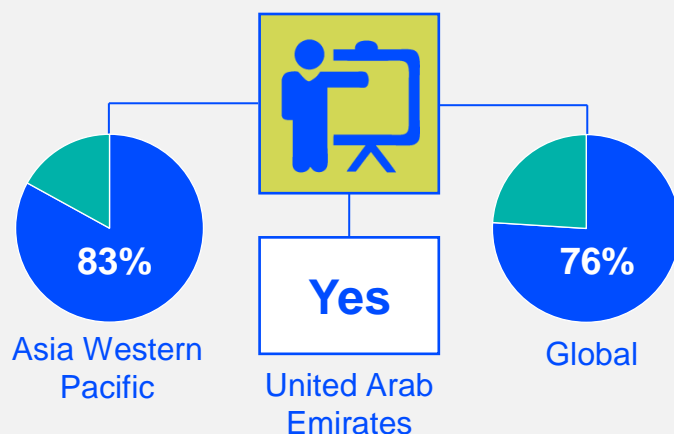 83%
Asia Western
Pacific
Yes
United Arab
Emirates
76%
Global